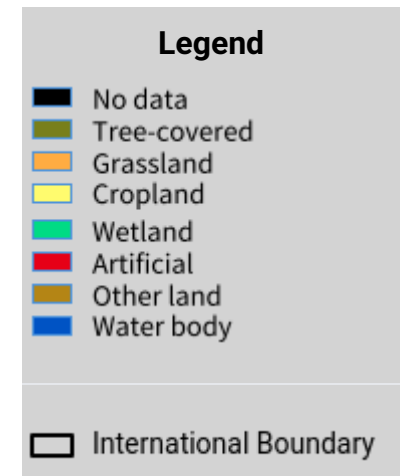 Legend
No data
Tree-covered
Grassland
Cropland
Wetland
Artificial
Other land
Water body
International Boundary